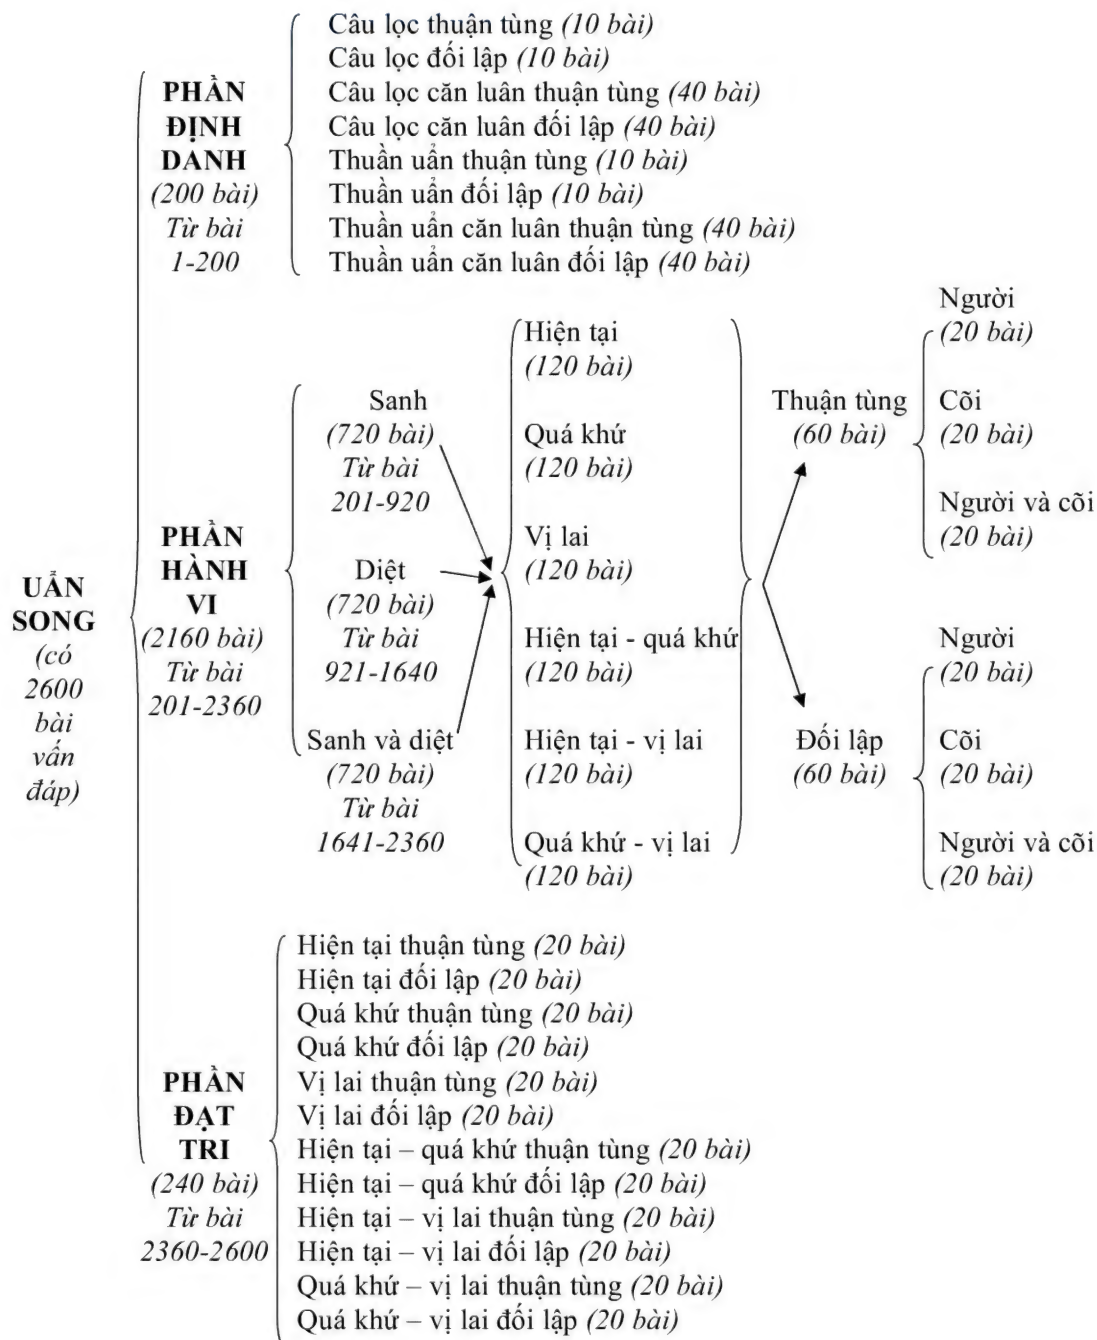 UẨN
SONG
(có
2600
bài
vấn
đáp)
PHẦN
ĐỊNH
DANH
(200 bài)
Từ bài
1-200
Câu lọc thuận tùng (10 bài)
Câu lọc đối lập (10 bài)
Câu lọc căn luân thuận tùng (40 bài)
Câu lọc căn luân đối lập (40 bài)
Thuần uẩn thuận tùng (10 bài)
Thuần uẩn đối lập (10 bài)
Thuần uẩn căn luân thuận tùng (40 bài)
Thuần uẩn căn luân đối lập (40 bài)
PHẦN
HÀNH
VI
(2160 bài)
Từ bài
201-2360
Sanh
(720 bài)
Từ bài
201-920
Diệt
(720 bài)
Từ bài
921-1640
Sanh và diệt
(720 bài)
Từ bài
1641-2360
Hiện tại
(120 bài)
Quá khứ
(120 bài)
Vị lai
(120 bài)
Hiện tại - quá khứ
(120 bài)
Hiện tại - vị lai
(120 bài)
Quá khứ - vị lai
(120 bài)
Thuận tùng
(60 bài)
Người
(20 bài)
Cõi
(20 bài)
Người và cõi
(20 bài)
Đối lập
(60 bài)
Người
(20 bài)
Cõi
(20 bài)
Người và cõi
(20 bài)
PHẦN
ĐẠT
TRI
(240 bài)
Từ bài
2360-2600
Hiện tại thuận tùng (20 bài)
Hiện tại đối lập (20 bài)
Quá khứ thuận tùng (20 bài)
Quá khứ đối lập (20 bài)
Vị lai thuận tùng (20 bài)
Vị lai đối lập (20 bài)
Hiện tại – quá khứ thuận tùng (20 bài)
Hiện tại – quá khứ đối lập (20 bài)
Hiện tại – vị lai thuận tùng (20 bài)
Hiện tại – vị lai đối lập (20 bài)
Quá khứ – vị lai thuận tùng (20 bài)
Quá khứ – vị lai đối lập (20 bài)